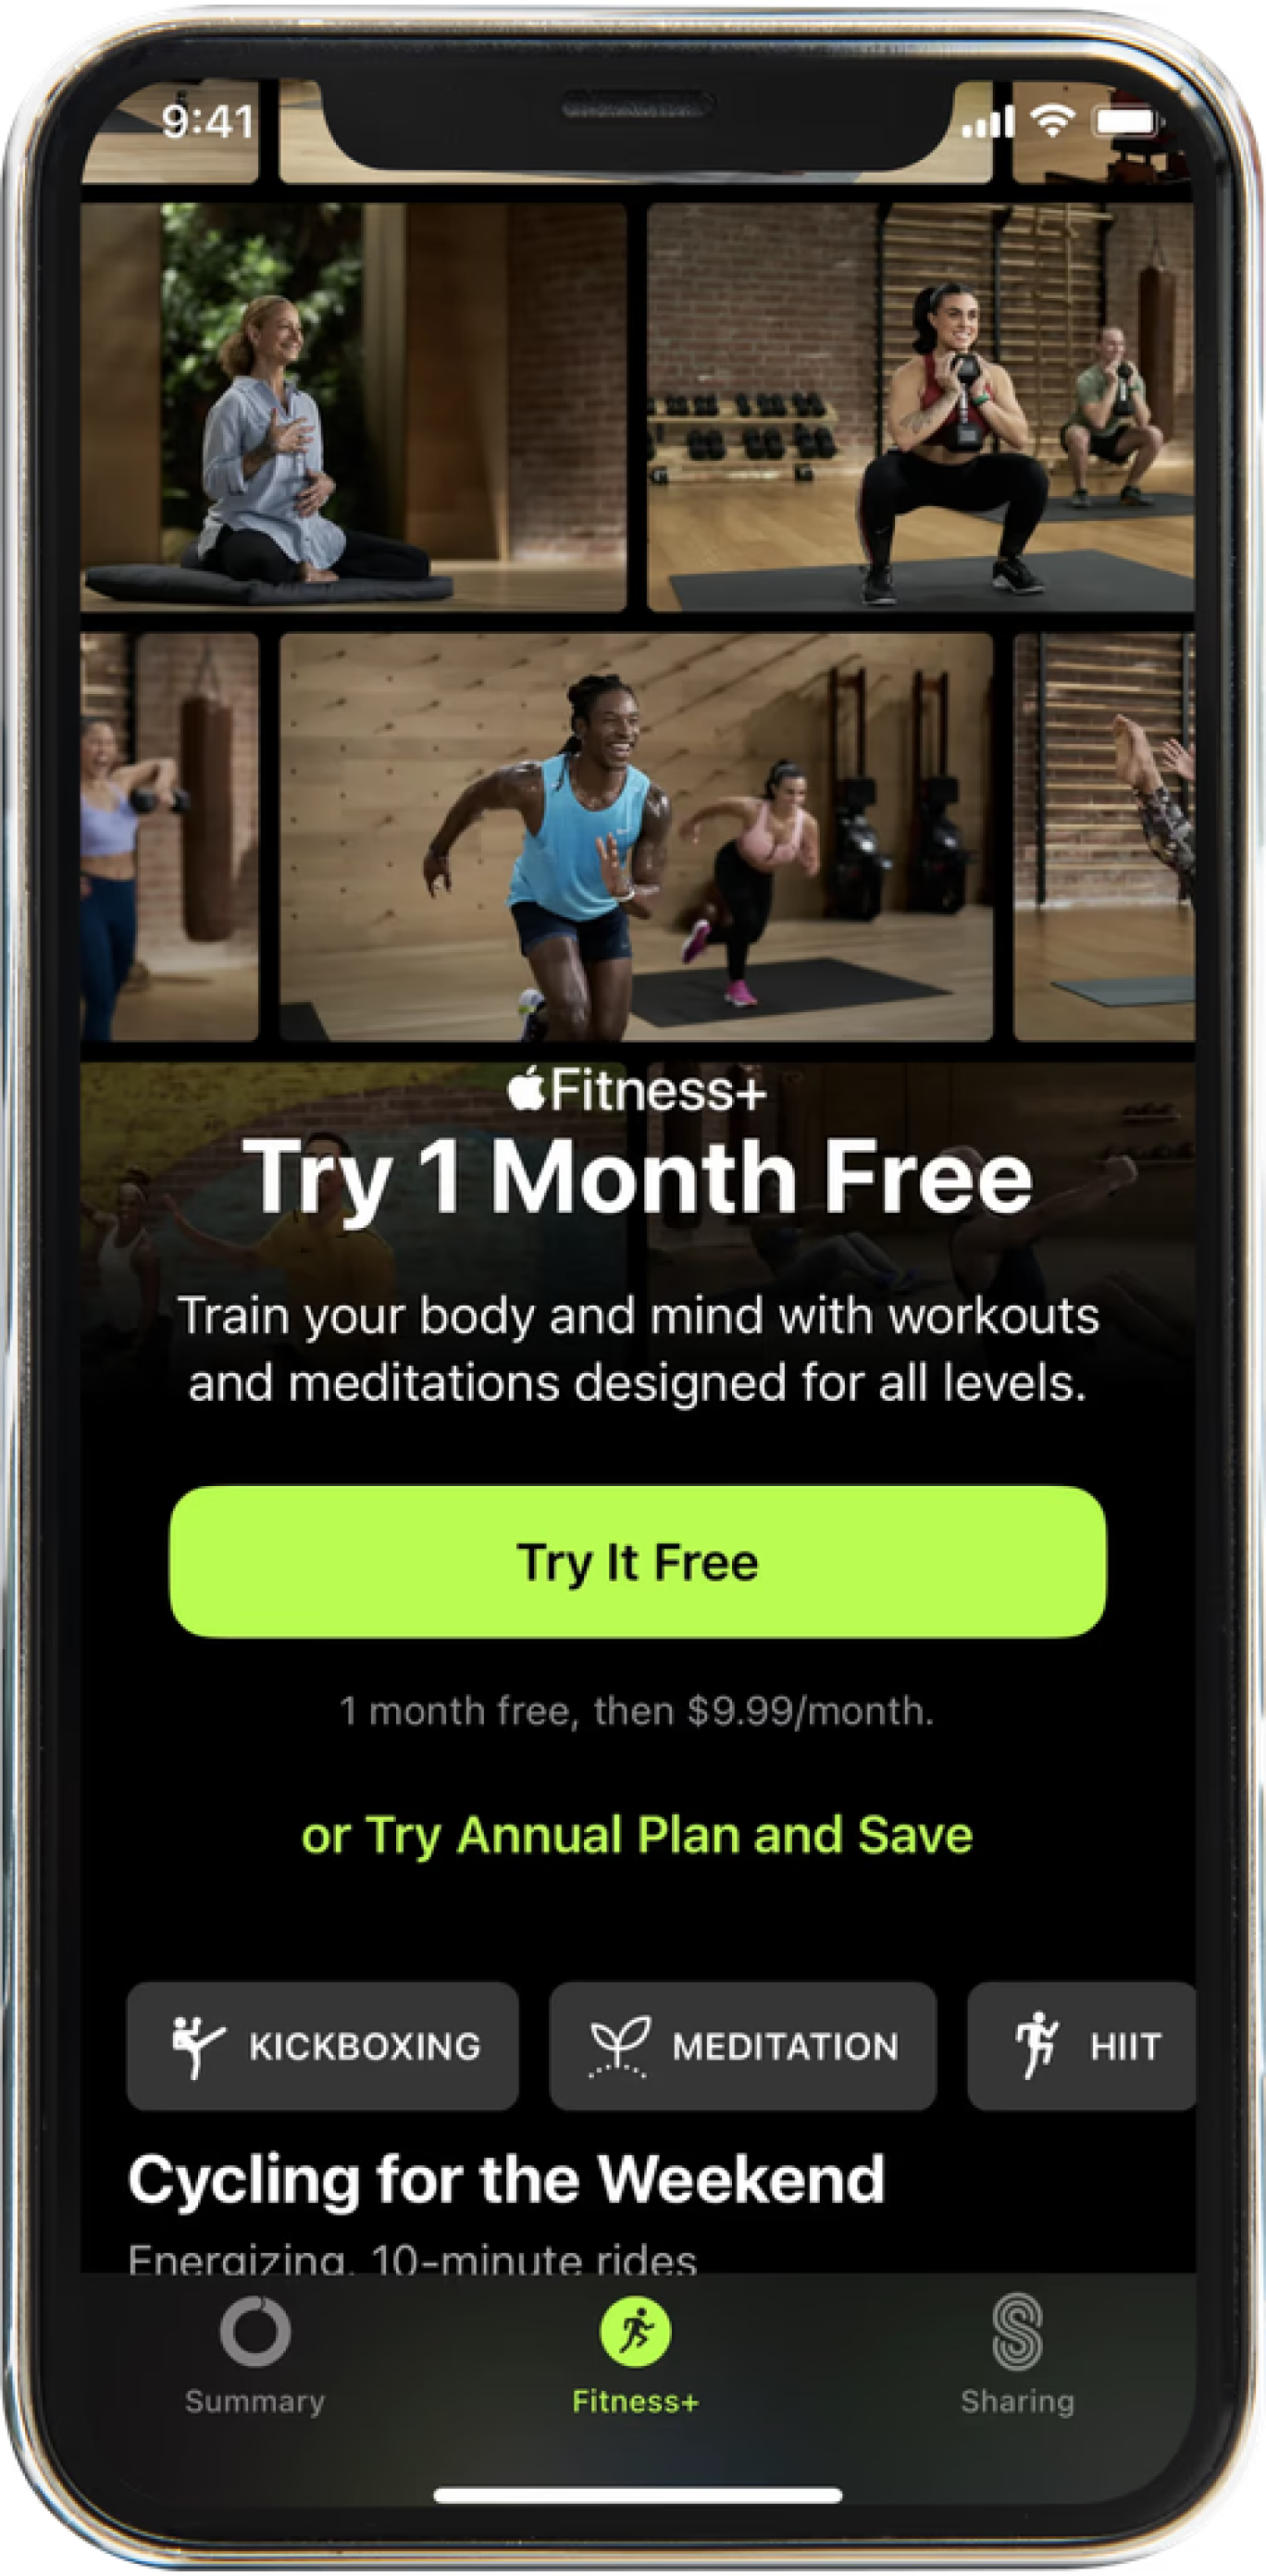 9:41
Fitness+
Try 1 Month Free
Train your body and mind with workouts
and meditations designed for all levels.
Try It Free
1 month free, then $9.99/month.
or Try Annual Plan and Save
KICKBOXING
MEDITATION
HIIT
Cycling for the Weekend
Energizing, 10-minute rides
Summary
Fitness+
Sharing